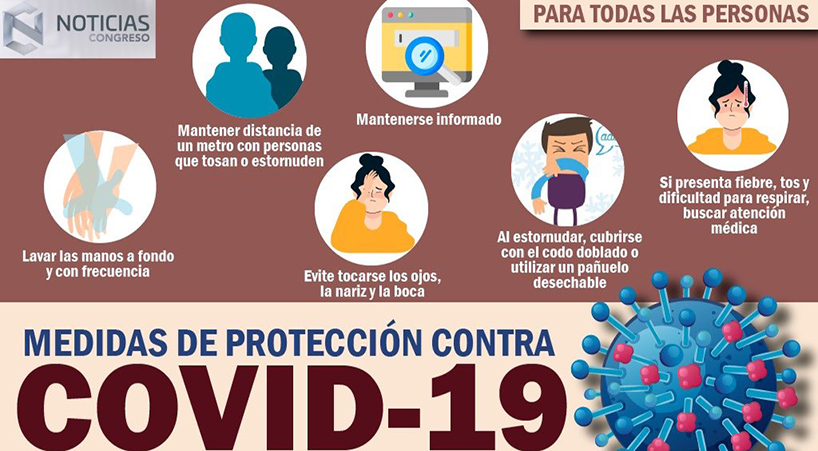 NOTICIAS
CONGRESO
PARA TODAS LAS PERSONAS
Mantener distancia de
un metro con personas
que tosan o estornuden
Mantenerse informado
Lavar las manos a fondo
y con frecuencia
Evite tocarse los ojos,
la nariz y la boca
Al estornudar, cubrirse
con el codo doblado o
utilizar un pañuelo
desechable
Si presenta fiebre, tos y
dificultad para respirar,
buscar atención
médica
MEDIDAS DE PROTECCIÓN CONTRA
COVID-19